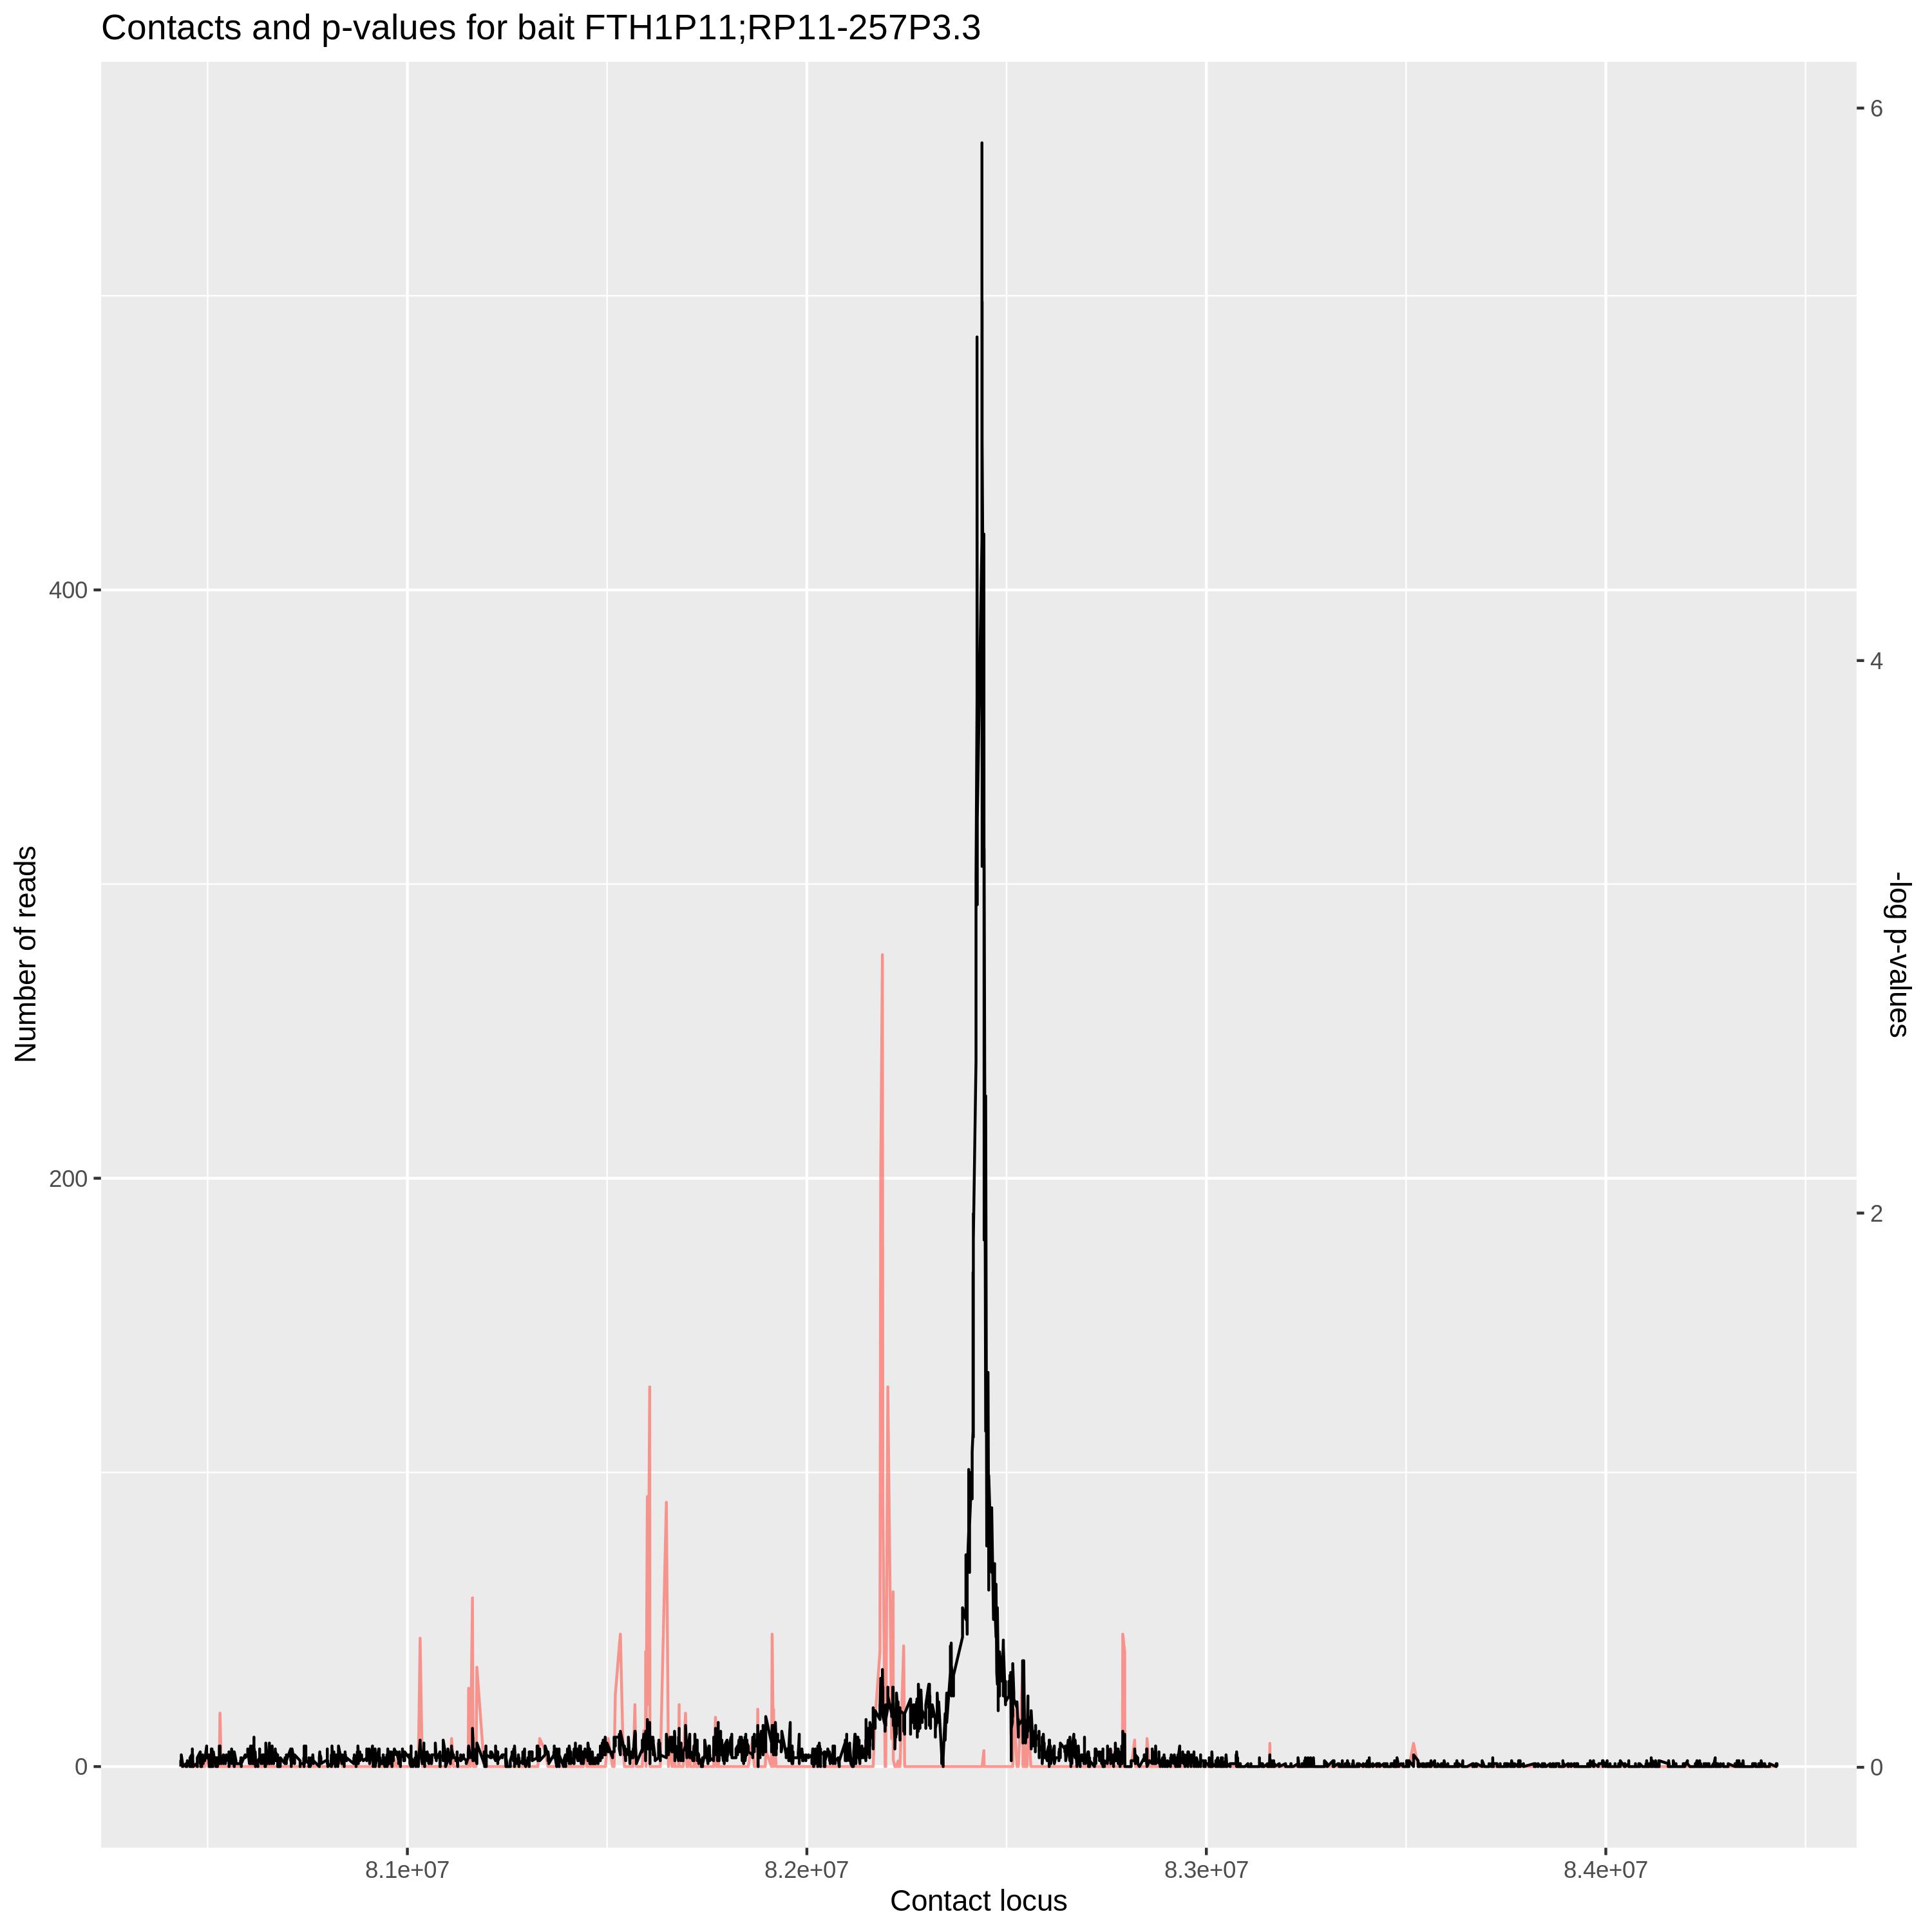 Contacts and p-values for bait FTH1P11;RP11-257P3.3
6
400
4
Number of reads
-log p-values
200
2
0
0
8.1e+07
8.2e+07
8.3e+07
8.4e+07
Contact locus